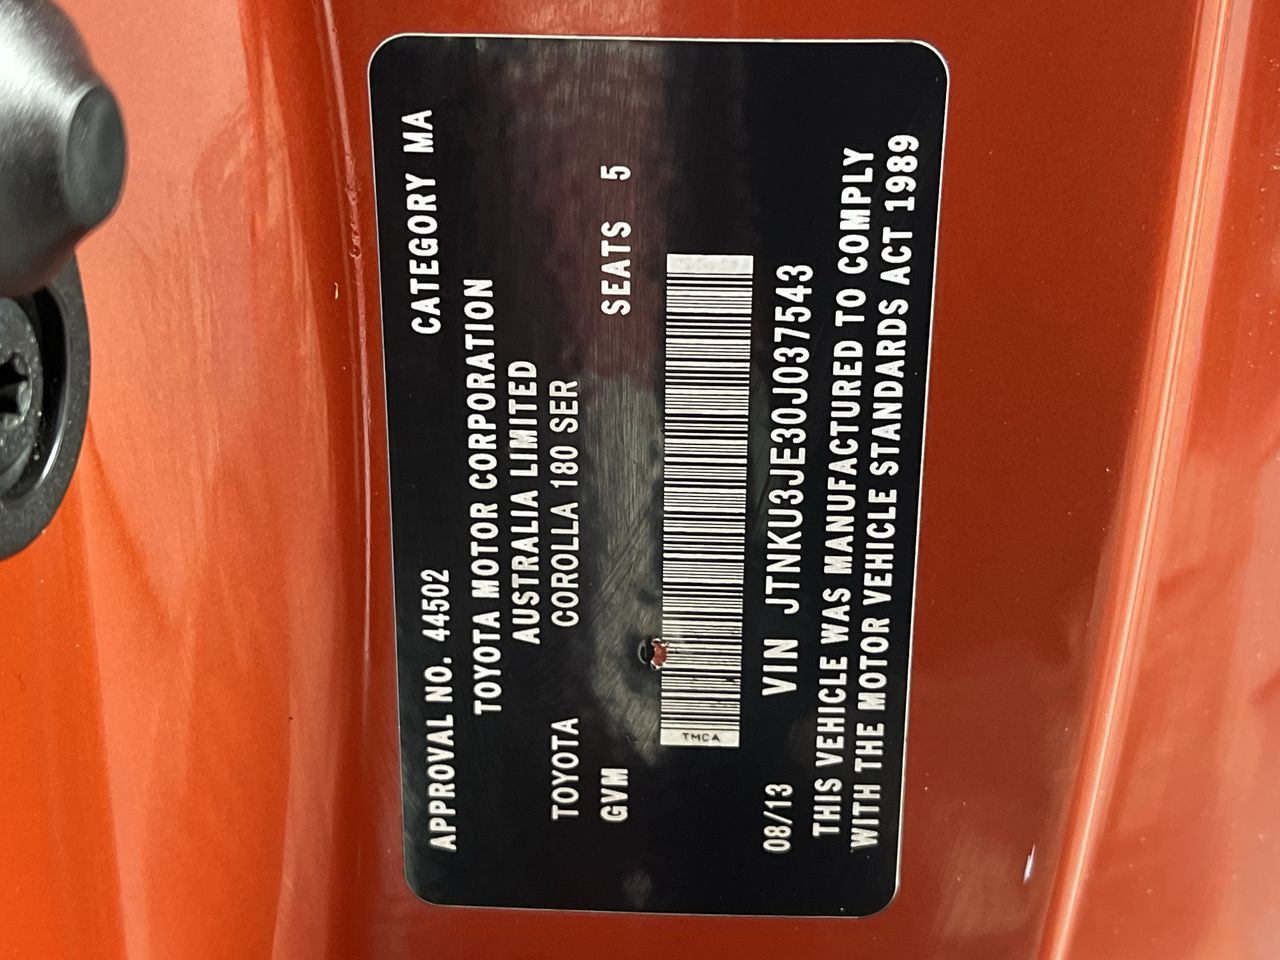 APPROVAL NO. 44502 CATEGORY MA
TOYOTA MOTOR CORPORATION
AUSTRALIA LIMITED
TOYOTA COROLLA 180 SER
GVM SEATS 5
TMCA
08/13 VIN JTNKU3JE30J037543
THIS VEHICLE WAS MANUFACTURED TO COMPLY
WITH THE MOTOR VEHICLE STANDARDS ACT 1989